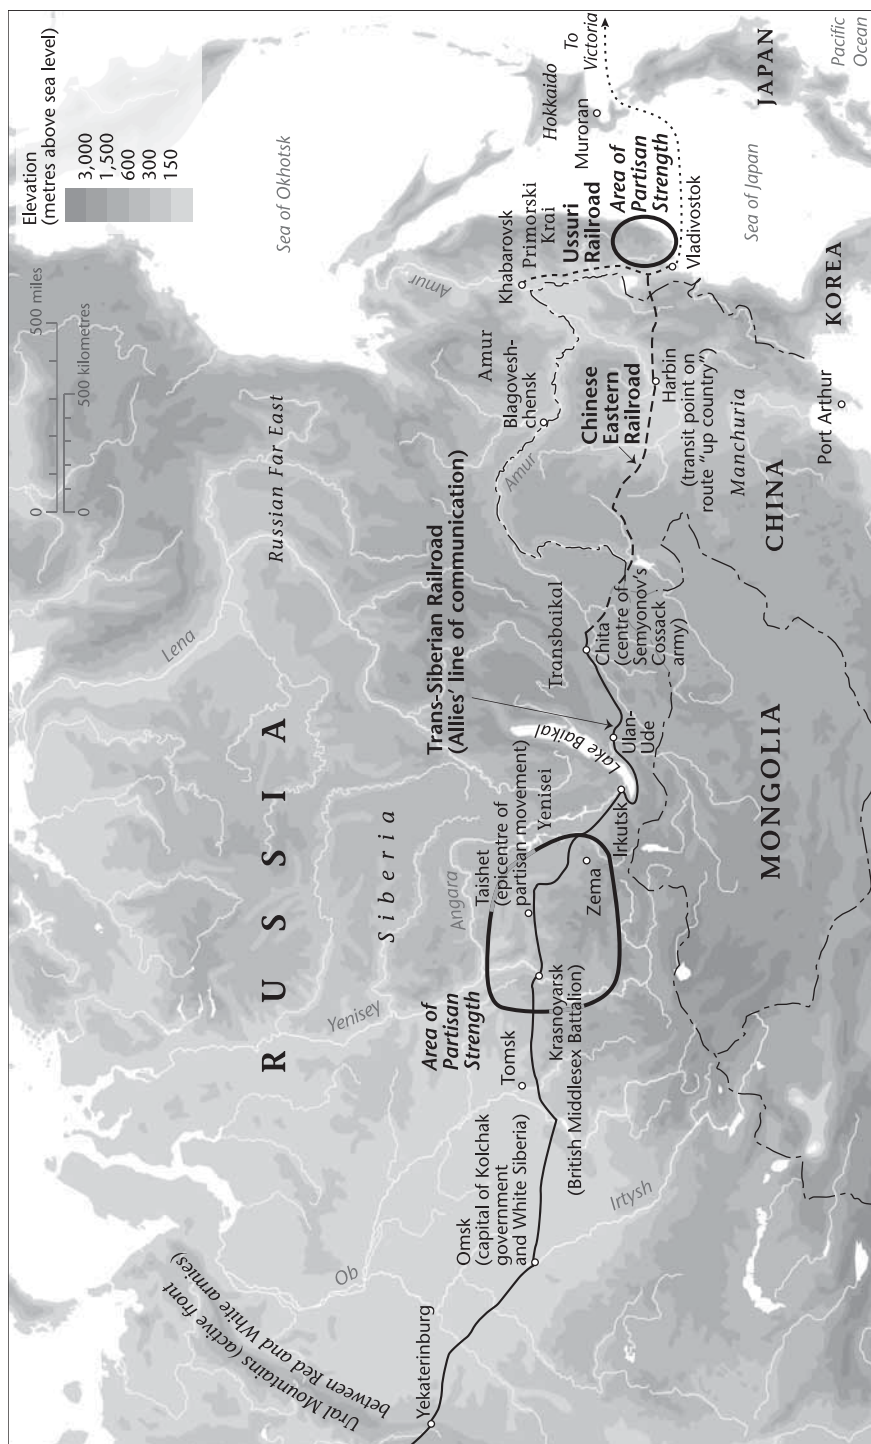 Elevation
(metres above sea level)
3,000
1,500
600
300
150
0
500 miles
0
500 kilometres
Ural Mountains (active front
between Red and White armies)
Yekaterinburg
Ob
Omsk
(capital of Kolchak
government
and White Siberia)
Irtysh
Tomsk
Area of
Partisan
Strength
Krasnoyarsk
(British Middlesex Battalion)
Yenisey
R U S S I A
Siberia
Angara
Taishet
(epicentre of
partisan movement)
Yenisei
Zema
Irkutsk
Lake Baikal
Ulan-
Ude
Trans-Siberian Railroad
(Allies' line of communication)
Lena
Russian Far East
Transbaikal
Chita
(centre of
Semyonov's
Cossack
army)
MONGOLIA
CHINA
Manchuria
Amur
Chinese
Eastern
Railroad
Harbin
(transit point on
route "up country")
Port Arthur
KOREA
Blagovesh-
chensk
Amur
Amur
Khabarovsk
Primorski
Krai
Ussuri
Railroad
Area of
Partisan
Strength
Vladivostok
Sea of Okhotsk
Sea of Japan
Hokkaido
Muroran
To
Victoria
JAPAN
Pacific
Ocean